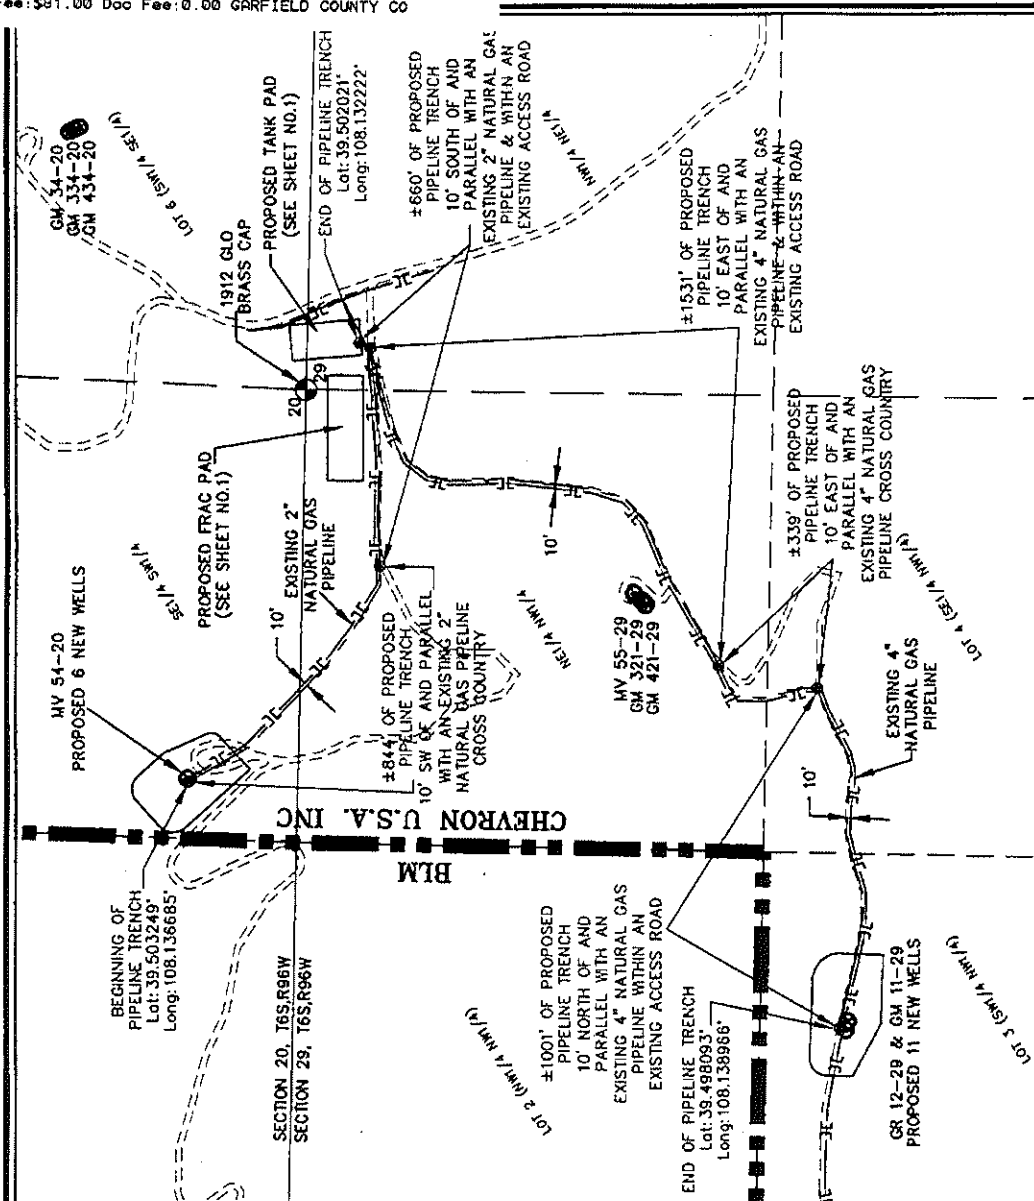 Fee:$81.00 Doc Fee:0.00 GARFIELD COUNTY CO
GM 34-20
GM 334-20
GM 434-20
LOT 6 (SW1/4 SE1/4)
1912 GLO
BRASS CAP
PROPOSED TANK PAD
(SEE SHEET NO.1)
END OF PIPELINE TRENCH
Lat:39.502021°
Long:108.132222°
±660' OF PROPOSED
PIPELINE TRENCH
10' SOUTH OF AND
PARALLEL WITH AN
EXISTING 2" NATURAL GAS
PIPELINE & WITHIN AN
EXISTING ACCESS ROAD
NW1/4 NE1/4
±1531' OF PROPOSED
PIPELINE TRENCH
10' EAST OF AND
PARALLEL WITH AN
EXISTING 4" NATURAL GAS
PIPELINE & WITHIN AN
EXISTING ACCESS ROAD
20
29
MV 54-20
PROPOSED 6 NEW WELLS
SE1/4 SW1/4
PROPOSED FRAC PAD
(SEE SHEET NO.1)
10'
EXISTING 2"
NATURAL GAS
PIPELINE
±844' OF PROPOSED
PIPELINE TRENCH
10' SW OF AND PARALLEL
WITH AN EXISTING 2"
NATURAL GAS PIPELINE
CROSS COUNTRY
NE1/4 NW1/4
10'
MV 55-29
GM 321-29
GM 421-29
±339' OF PROPOSED
PIPELINE TRENCH
10' EAST OF AND
PARALLEL WITH AN
EXISTING 4" NATURAL GAS
PIPELINE CROSS COUNTRY
LOT 4 (SE1/4 NW1/4)
EXISTING 4"
NATURAL GAS
PIPELINE
10'
CHEVRON U.S.A. INC
BLM
BEGINNING OF
PIPELINE TRENCH
Lat:39.503249°
Long:108.136685°
SECTION 20, T6S,R96W
SECTION 29, T6S,R96W
LOT 2 (NW1/4 NW1/4)
±1001' OF PROPOSED
PIPELINE TRENCH
10' NORTH OF AND
PARALLEL WITH AN
EXISTING 4" NATURAL GAS
PIPELINE WITHIN AN
EXISTING ACCESS ROAD
END OF PIPELINE TRENCH
Lat:39.498093°
Long:108.138966°
GR 12-29 & GM 11-29
PROPOSED 11 NEW WELLS
LOT 3 (SW1/4 NW1/4)